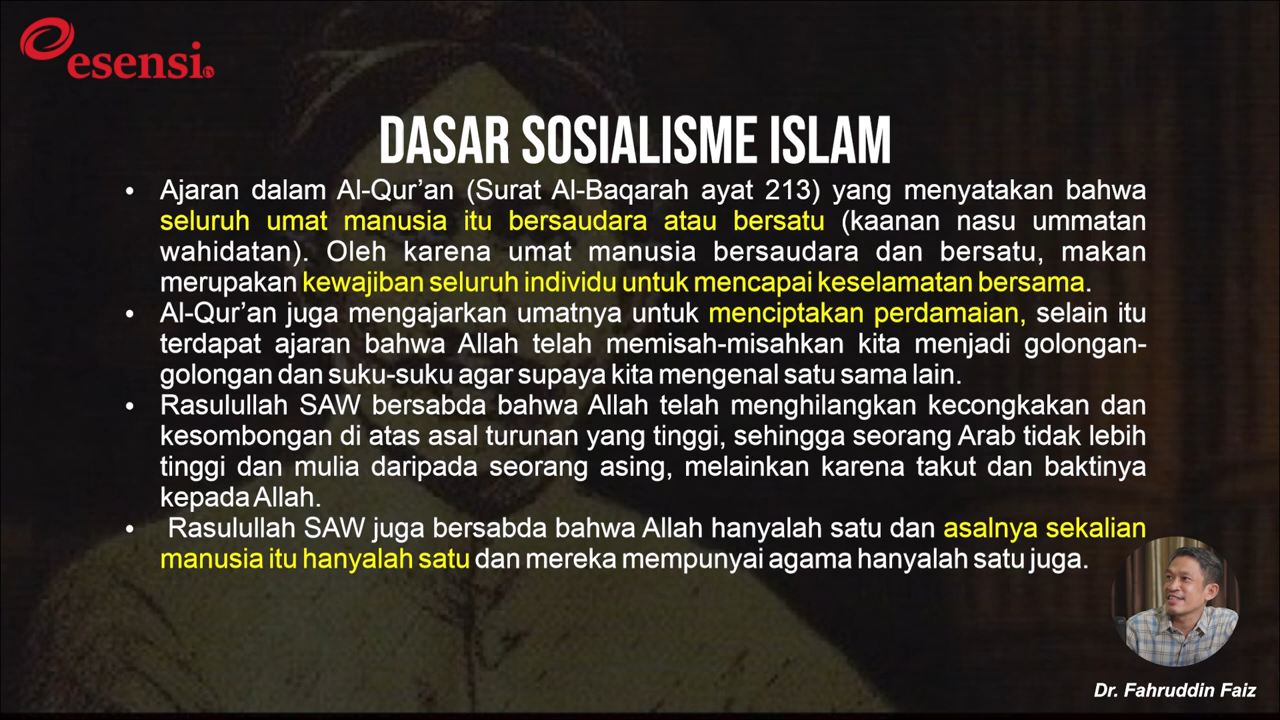 esensi.tv
DASAR SOSIALISME ISLAM
• Ajaran dalam Al-Qur’an (Surat Al-Baqarah ayat 213) yang menyatakan bahwa
seluruh umat manusia itu bersaudara atau bersatu (kaanan nasu ummatan
wahidatan). Oleh karena umat manusia bersaudara dan bersatu, makan
merupakan kewajiban seluruh individu untuk mencapai keselamatan bersama.
• Al-Qur’an juga mengajarkan umatnya untuk menciptakan perdamaian, selain itu
terdapat ajaran bahwa Allah telah memisah-misahkan kita menjadi golongan-
golongan dan suku-suku agar supaya kita mengenal satu sama lain.
• Rasulullah SAW bersabda bahwa Allah telah menghilangkan kecongkakan dan
kesombongan di atas asal turunan yang tinggi, sehingga seorang Arab tidak lebih
tinggi dan mulia daripada seorang asing, melainkan karena takut dan baktinya
kepada Allah.
• Rasulullah SAW juga bersabda bahwa Allah hanyalah satu dan asalnya sekalian
manusia itu hanyalah satu dan mereka mempunyai agama hanyalah satu juga.
Dr. Fahruddin Faiz